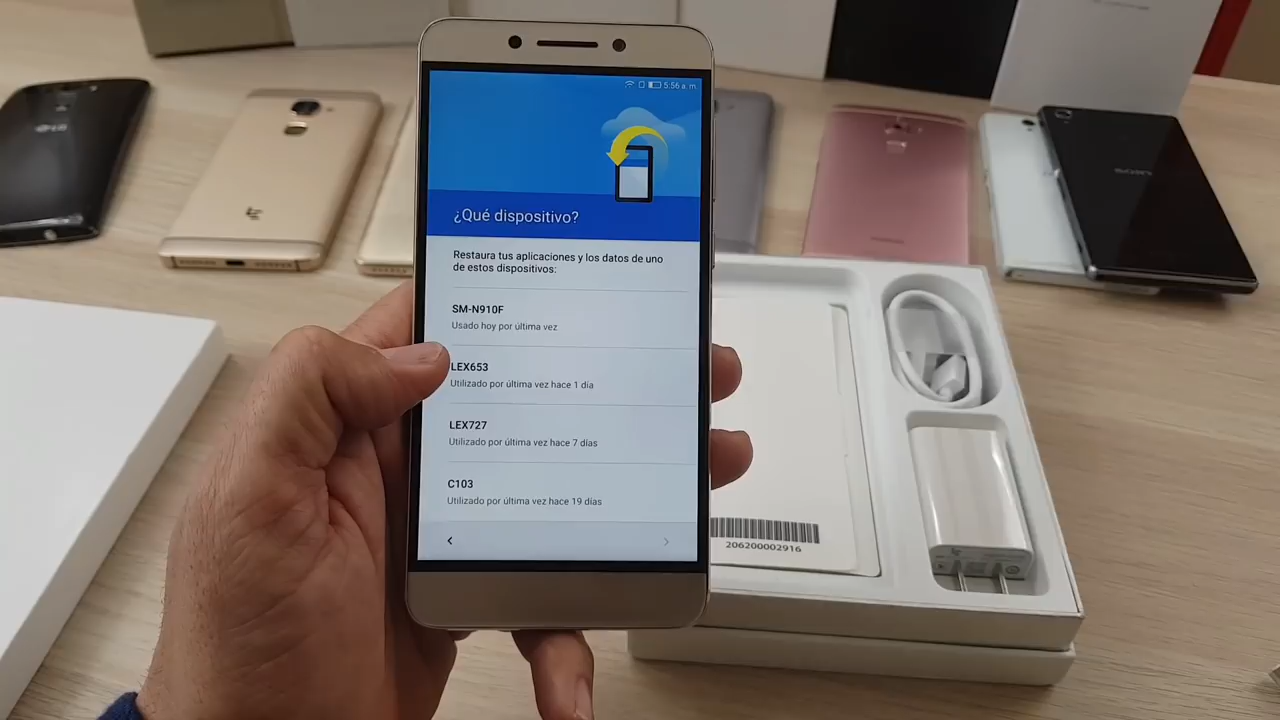 5:56 a. m.
¿Qué dispositivo?
Restaura tus aplicaciones y los datos de uno
de estos dispositivos:
SM-N910F
Usado hoy por última vez
LEX653
Utilizado por última vez hace 1 día
LEX727
Utilizado por última vez hace 7 días
C103
Utilizado por última vez hace 19 días
LG
SONY
206200002916